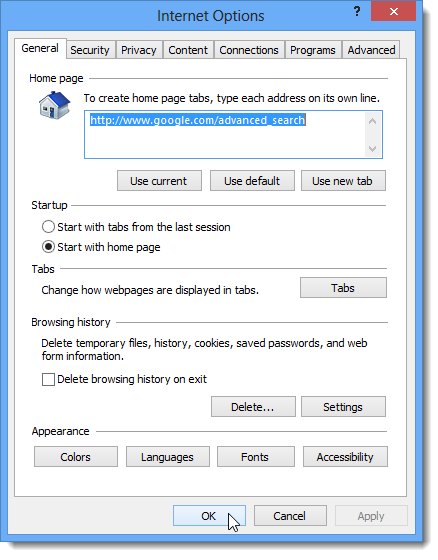 Internet Options
?
General Security Privacy Content Connections Programs Advanced
Home page
To create home page tabs, type each address on its own line.
http://www.google.com/advanced_search
Use current Use default Use new tab
Startup
Start with tabs from the last session
Start with home page
Tabs
Change how webpages are displayed in tabs. Tabs
Browsing history
Delete temporary files, history, cookies, saved passwords, and web
form information.
Delete browsing history on exit
Delete... Settings
Appearance
Colors Languages Fonts Accessibility
OK Cancel Apply